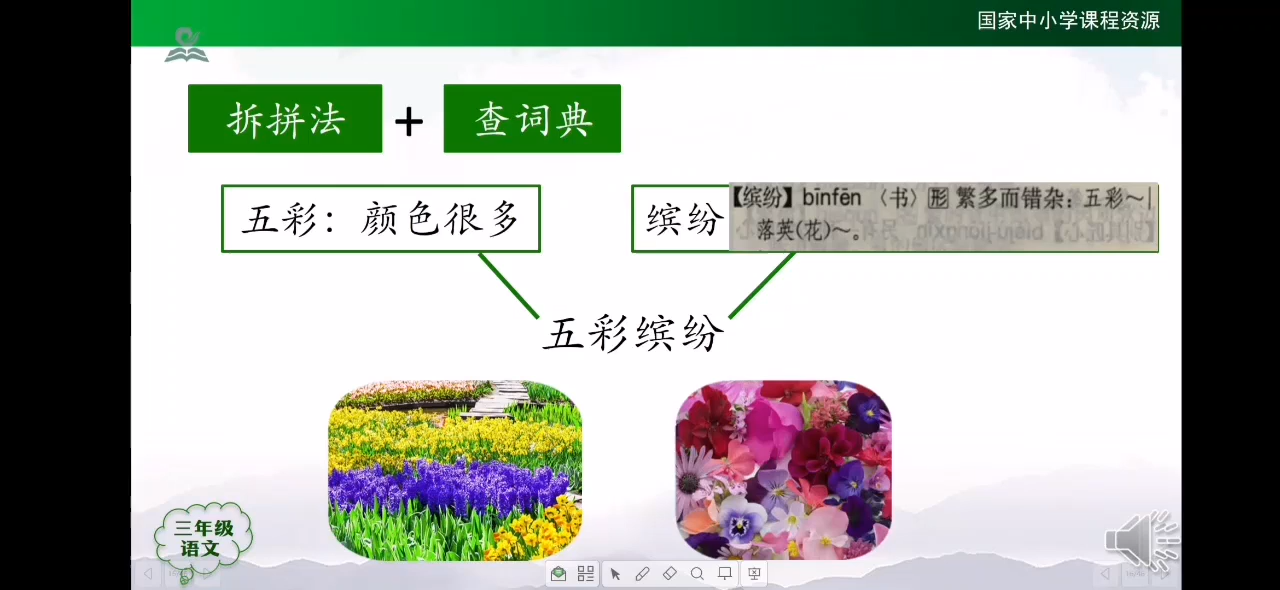 国家中小学课程资源
拆拼法 + 查词典
五彩：颜色很多
缤纷
【缤纷】bīnfēn 〈书〉形 繁多而错杂：五彩～|
落英(花)～。
五彩缤纷
三年级
语文